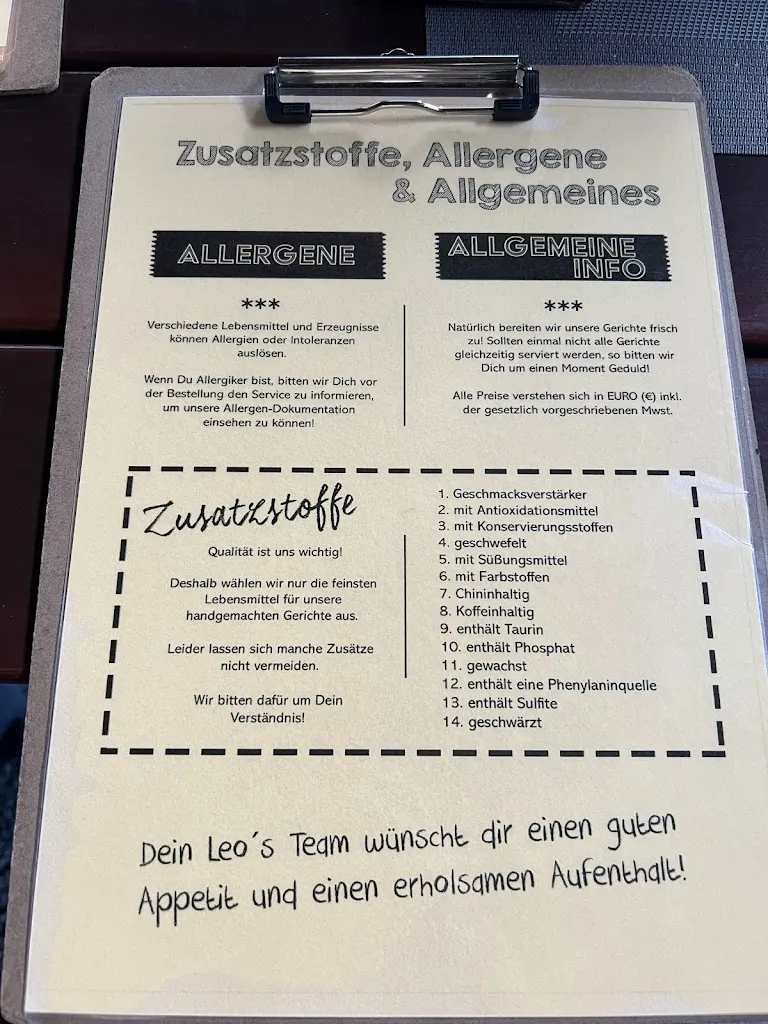 Zusatzstoffe, Allergene
& Allgemeines
ALLERGENE
***
Verschiedene Lebensmittel und Erzeugnisse
können Allergien oder Intoleranzen
auslösen.
Wenn Du Allergiker bist, bitten wir Dich vor
der Bestellung den Service zu informieren,
um unsere Allergen-Dokumentation
einsehen zu können!
ALLGEMEINE
INFO
***
Natürlich bereiten wir unsere Gerichte frisch
zu! Sollten einmal nicht alle Gerichte
gleichzeitig serviert werden, so bitten wir
Dich um einen Moment Geduld!
Alle Preise verstehen sich in EURO (€) inkl.
der gesetzlich vorgeschriebenen Mwst.
Zusatzstoffe
Qualität ist uns wichtig!
Deshalb wählen wir nur die feinsten
Lebensmittel für unsere
handgemachten Gerichte aus.
Leider lassen sich manche Zusätze
nicht vermeiden.
Wir bitten dafür um Dein
Verständnis!
1. Geschmacksverstärker
2. mit Antioxidationsmittel
3. mit Konservierungsstoffen
4. geschwefelt
5. mit Süßungsmittel
6. mit Farbstoffen
7. Chininhaltig
8. Koffeinhaltig
9. enthält Taurin
10. enthält Phosphat
11. gewachst
12. enthält eine Phenylaninquelle
13. enthält Sulfite
14. geschwärzt
Dein Leo´s Team wünscht dir einen guten
Appetit und einen erholsamen Aufenthalt!